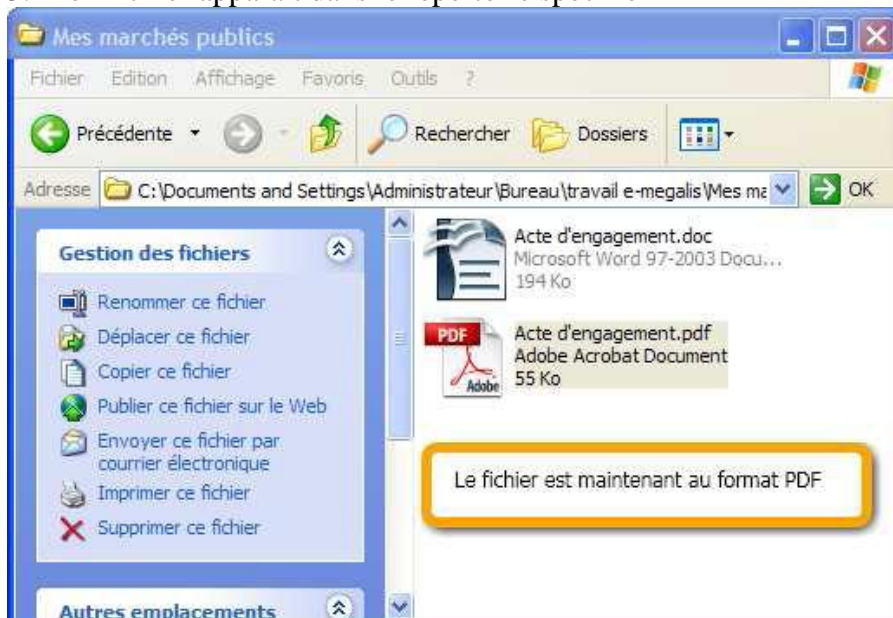 Mes marchés publics
Fichier Edition Affichage Favoris Outils ?
Précédente Rechercher Dossiers
Adresse C:\Documents and Settings\Administrateur\Bureau\travail e-megalis\Mes ma OK
Gestion des fichiers
Renommer ce fichier
Déplacer ce fichier
Copier ce fichier
Publier ce fichier sur le Web
Envoyer ce fichier par
courrier électronique
Imprimer ce fichier
Supprimer ce fichier
Autres emplacements
Acte d'engagement.doc
Microsoft Word 97-2003 Docu...
194 Ko
PDF
Adobe
Acte d'engagement.pdf
Adobe Acrobat Document
55 Ko
Le fichier est maintenant au format PDF